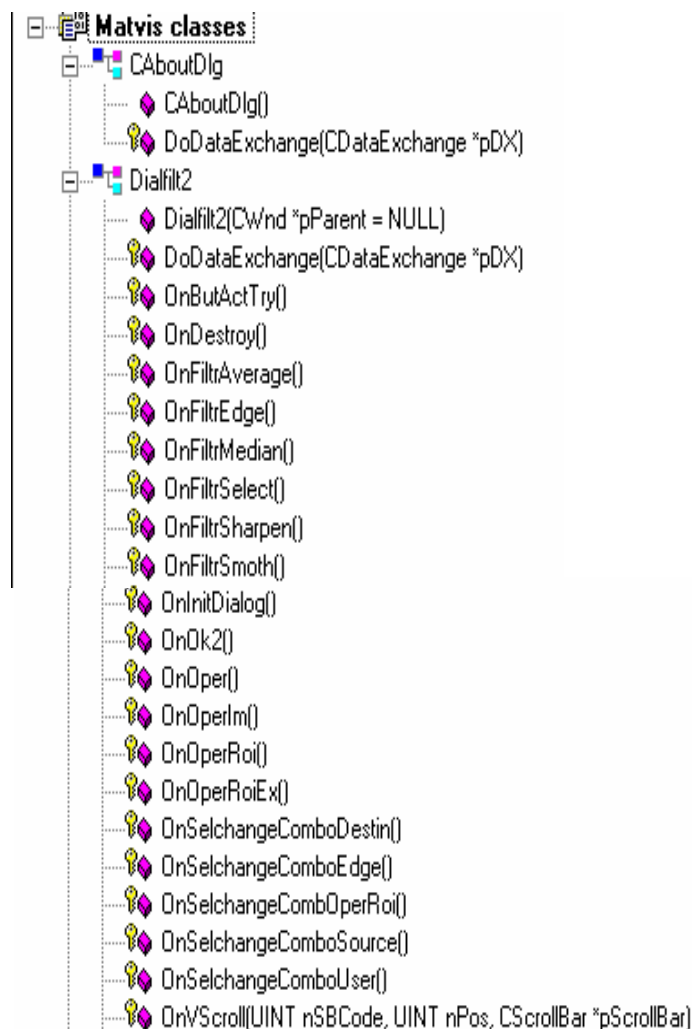 Matvis classes
CAboutDlg
CAboutDlg()
DoDataExchange(CDataExchange *pDX)
Dialfilt2
Dialfilt2(CWnd *pParent = NULL)
DoDataExchange(CDataExchange *pDX)
OnButActTry()
OnDestroy()
OnFiltrAverage()
OnFiltrEdge()
OnFiltrMedian()
OnFiltrSelect()
OnFiltrSharpen()
OnFiltrSmoth()
OnInitDialog()
OnOk2()
OnOper()
OnOperIm()
OnOperRoi()
OnOperRoiEx()
OnSelchangeComboDestin()
OnSelchangeComboEdge()
OnSelchangeCombOperRoi()
OnSelchangeComboSource()
OnSelchangeComboUser()
OnVScroll(UINT nSBCode, UINT nPos, CScrollBar *pScrollBar)